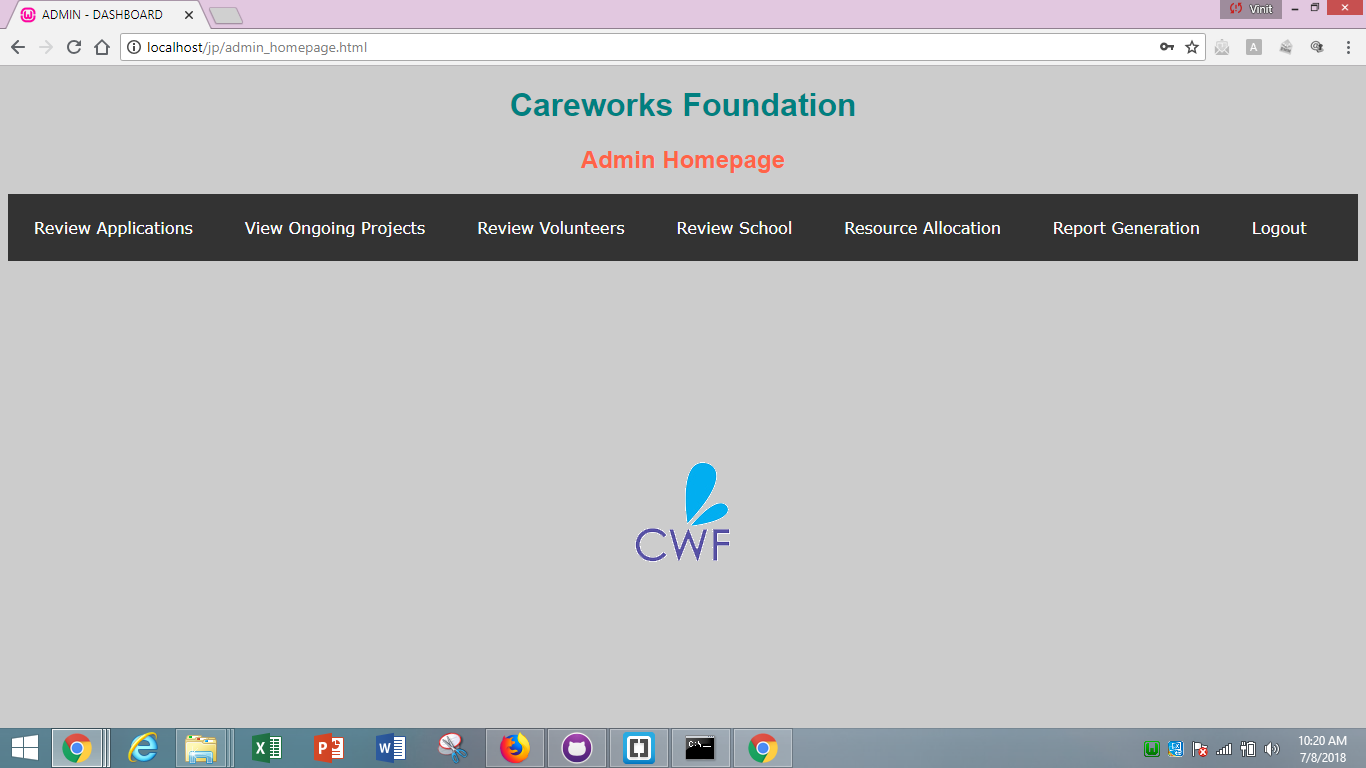 ADMIN - DASHBOARD
Vinit
localhost/jp/admin_homepage.html
A
Careworks Foundation
Admin Homepage
Review Applications View Ongoing Projects Review Volunteers Review School Resource Allocation Report Generation Logout
CWF
10:20 AM
7/8/2018